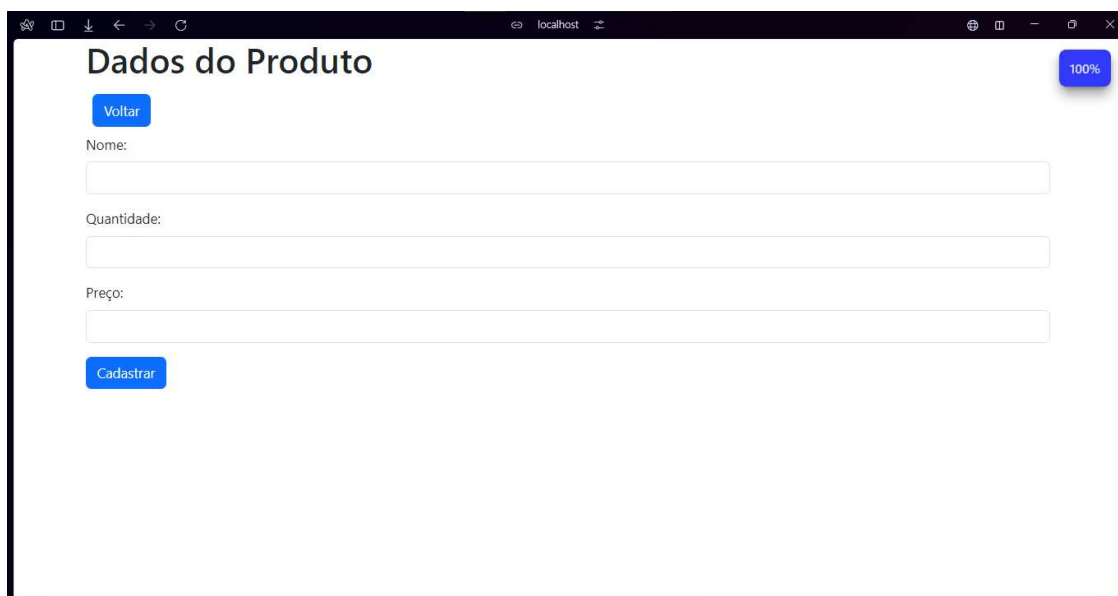 localhost
Dados do Produto
100%
Voltar
Nome:
Quantidade:
Preço:
Cadastrar